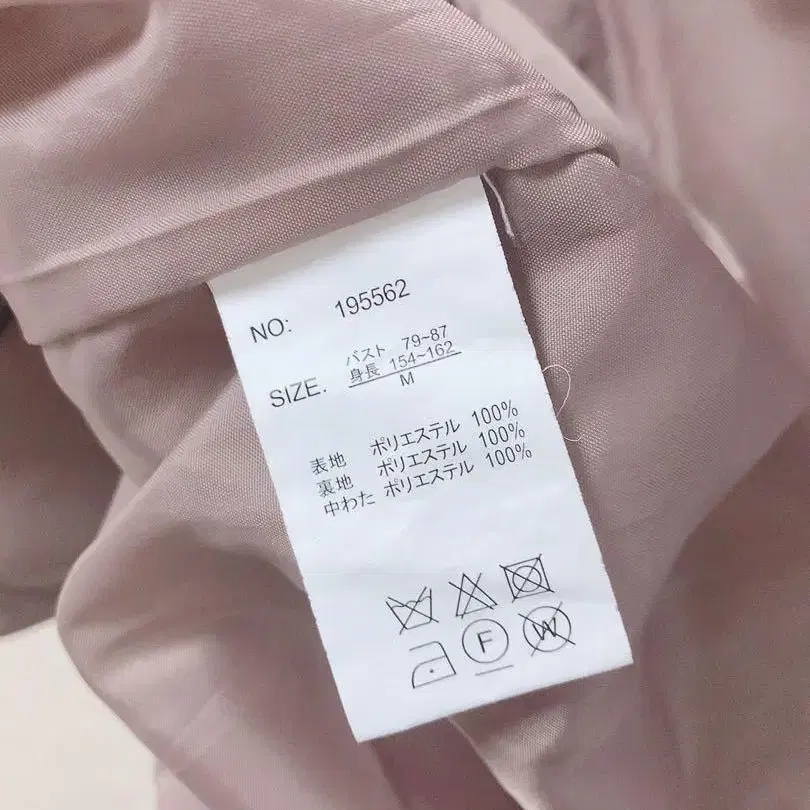 NO: 195562
バスト 79~87
身長 154~162
SIZE. M
表地 ポリエステル 100%
裏地 ポリエステル 100%
中わた ポリエステル 100%
F W